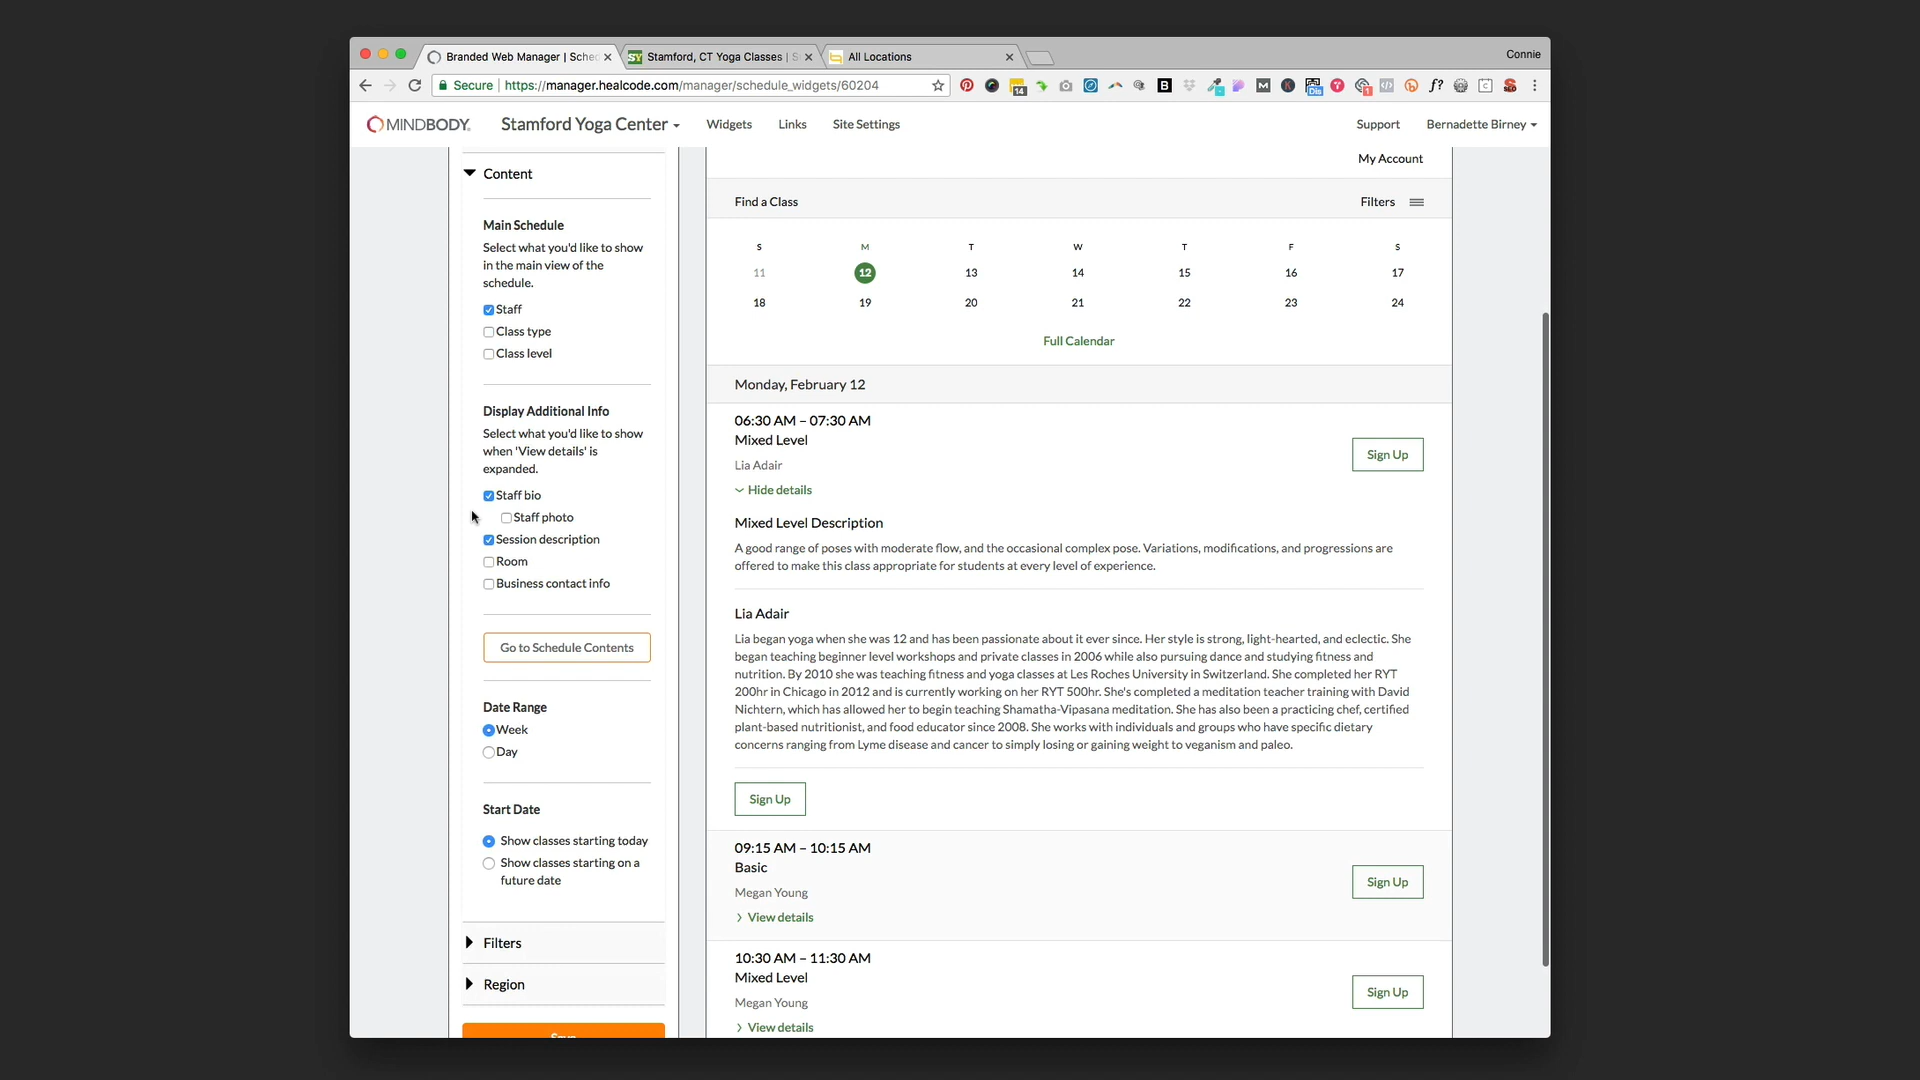 Branded Web Manager | Sched
Stamford, CT Yoga Classes | S
All Locations
Connie
Secure
https://manager.healcode.com/manager/schedule_widgets/60204
MINDBODY
Stamford Yoga Center
Widgets
Links
Site Settings
Support
Bernadette Birney
Content
Main Schedule
Select what you'd like to show
in the main view of the
schedule.
Staff
Class type
Class level
Display Additional Info
Select what you'd like to show
when 'View details' is
expanded.
Staff bio
Staff photo
Session description
Room
Business contact info
Go to Schedule Contents
Date Range
Week
Day
Start Date
Show classes starting today
Show classes starting on a
future date
Filters
Region
Save
My Account
Find a Class
Filters
S M T W T F S
11 12 13 14 15 16 17
18 19 20 21 22 23 24
Full Calendar
Monday, February 12
06:30 AM – 07:30 AM
Mixed Level
Lia Adair
Hide details
Sign Up
Mixed Level Description
A good range of poses with moderate flow, and the occasional complex pose. Variations, modifications, and progressions are
offered to make this class appropriate for students at every level of experience.
Lia Adair
Lia began yoga when she was 12 and has been passionate about it ever since. Her style is strong, light-hearted, and eclectic. She
began teaching beginner level workshops and private classes in 2006 while also pursuing dance and studying fitness and
nutrition. By 2010 she was teaching fitness and yoga classes at Les Roches University in Switzerland. She completed her RYT
200hr in Chicago in 2012 and is currently working on her RYT 500hr. She's completed a meditation teacher training with David
Nichtern, which has allowed her to begin teaching Shamatha-Vipasana meditation. She has also been a practicing chef, certified
plant-based nutritionist, and food educator since 2008. She works with individuals and groups who have specific dietary
concerns ranging from Lyme disease and cancer to simply losing or gaining weight to veganism and paleo.
Sign Up
09:15 AM – 10:15 AM
Basic
Megan Young
View details
Sign Up
10:30 AM – 11:30 AM
Mixed Level
Megan Young
View details
Sign Up